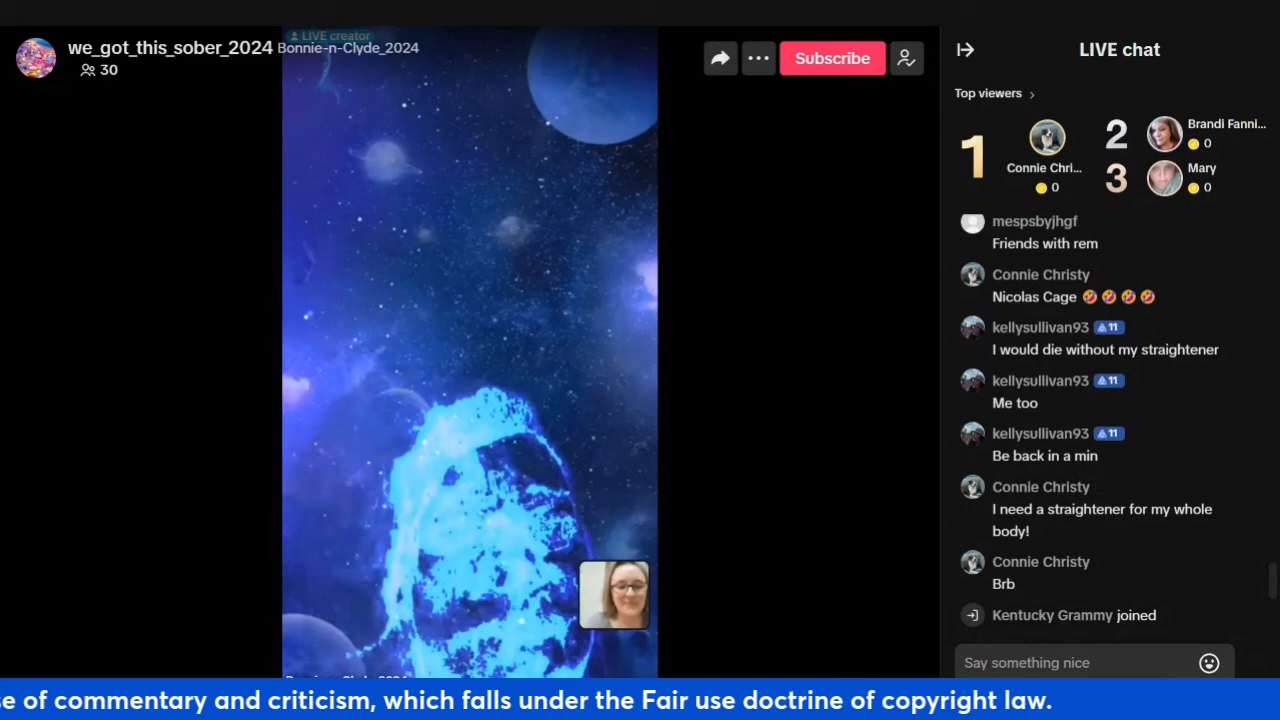 LIVE creator
we_got_this_sober_2024 Bonnie-n-Clyde_2024
30
Subscribe
LIVE chat
Top viewers >
1
Connie Chri...
0
2
Brandi Fanni...
0
3
Mary
0
mespsbyjhgf
Friends with rem
Connie Christy
Nicolas Cage 🤣 🤣 🤣 🤣
kellysullivan93 11
I would die without my straightener
kellysullivan93 11
Me too
kellysullivan93 11
Be back in a min
Connie Christy
I need a straightener for my whole
body!
Connie Christy
Brb
Kentucky Grammy joined
Say something nice
se of commentary and criticism, which falls under the Fair use doctrine of copyright law.